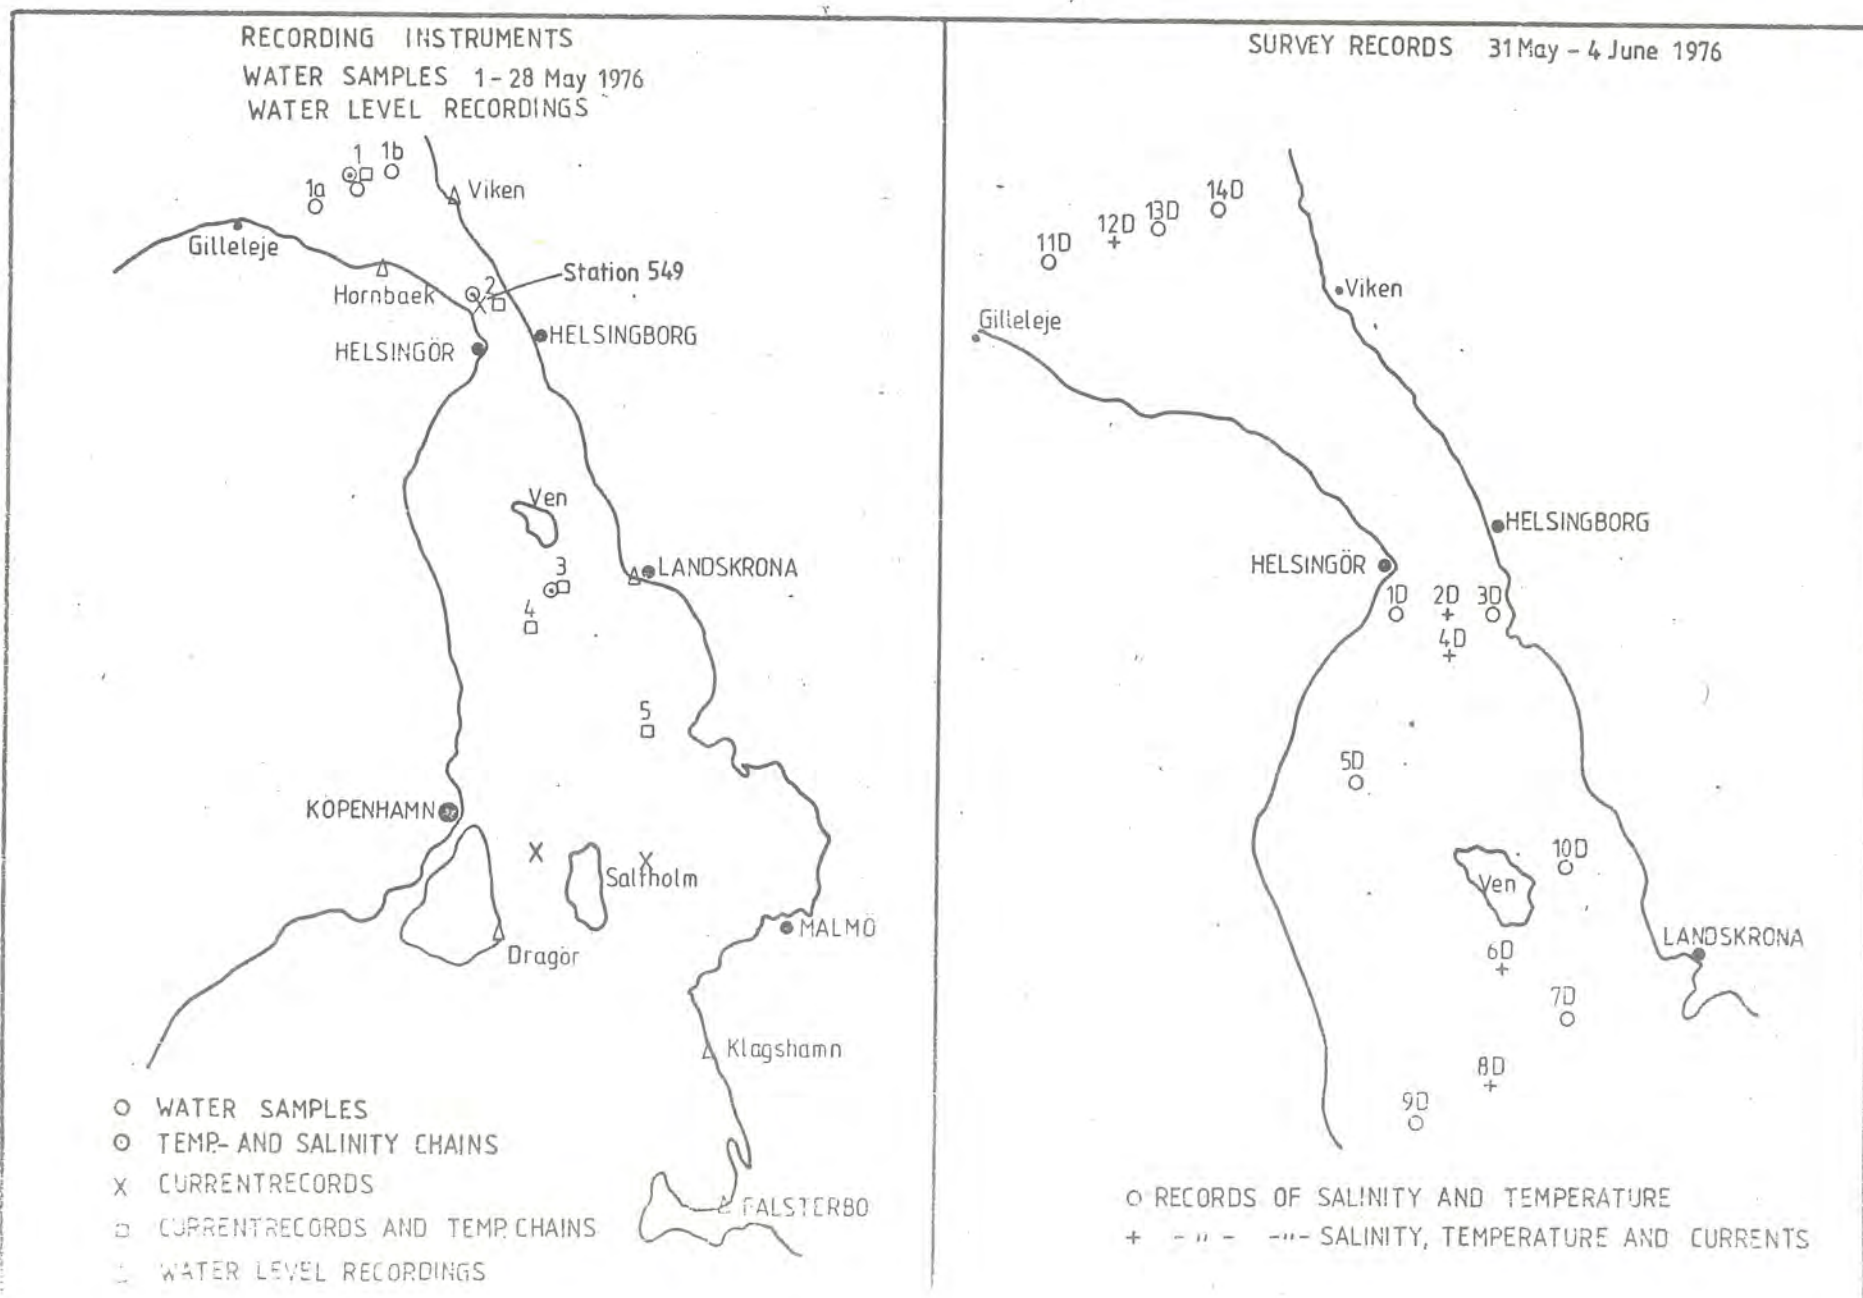 RECORDING INSTRUMENTS
WATER SAMPLES 1-28 May 1976
WATER LEVEL RECORDINGS
1 1b
1a
Viken
Gilleleje
Hornbaek
2
Station 549
HELSINGÖR
HELSINGBORG
Ven
3
LANDSKRONA
4
5
KÖPENHAMN
Saltholm
MALMÖ
Dragör
Klagshamn
FALSTERBO
WATER SAMPLES
TEMP.- AND SALINITY CHAINS
CURRENTRECORDS
CURRENTRECORDS AND TEMP. CHAINS
WATER LEVEL RECORDINGS
SURVEY RECORDS 31 May - 4 June 1976
14D
13D
12D
11D
Viken
Gilleleje
HELSINGBORG
HELSINGÖR
1D 2D 3D
4D
5D
10D
Ven
LANDSKRONA
6D
7D
8D
9D
RECORDS OF SALINITY AND TEMPERATURE
+ - " - - " - SALINITY, TEMPERATURE AND CURRENTS